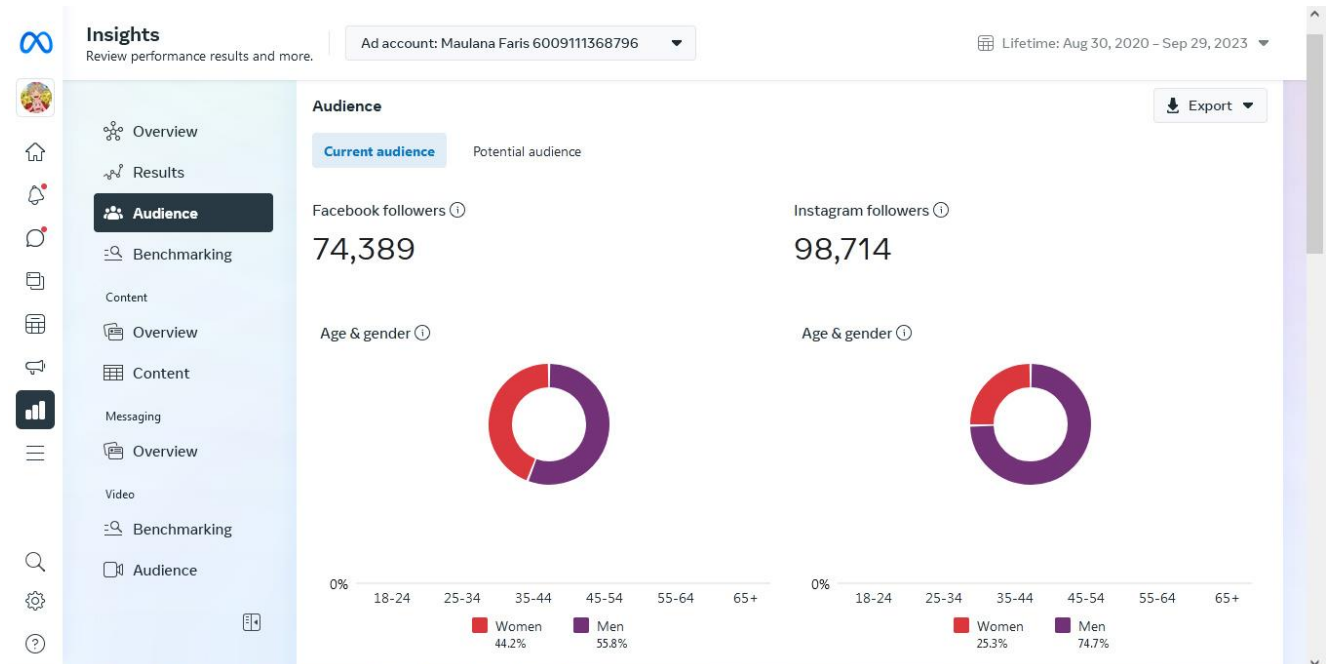 Insights
Review performance results and more.
Ad account: Maulana Faris 6009111368796
Lifetime: Aug 30, 2020 – Sep 29, 2023
Overview
Results
Audience
Benchmarking
Content
Overview
Content
Messaging
Overview
Video
Benchmarking
Audience
Audience
Export
Current audience
Potential audience
Facebook followers
74,389
Age & gender
0%
18-24 25-34 35-44 45-54 55-64 65+
Women Men
44.2% 55.8%
Instagram followers
98,714
Age & gender
0%
18-24 25-34 35-44 45-54 55-64 65+
Women Men
25.3% 74.7%